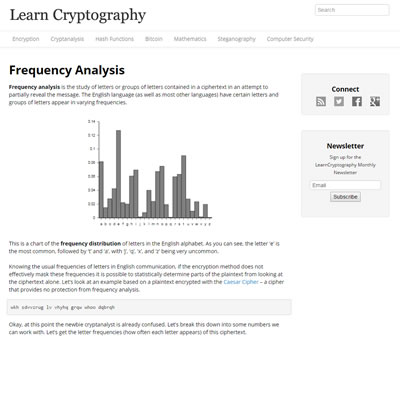 Learn Cryptography
Search
Encryption Cryptanalysis Hash Functions Bitcoin Mathematics Steganography Computer Security
Frequency Analysis
Frequency analysis is the study of letters or groups of letters contained in a ciphertext in an attempt to
partially reveal the message. The English language (as well as most other languages) have certain letters and
groups of letters appear in varying frequencies.
0.14
0.12
0.1
0.08
0.06
0.04
0.02
0
a b c d e f g h i j k l m n o p q r s t u v w x y z
This is a chart of the frequency distribution of letters in the English alphabet. As you can see, the letter 'e' is
the most common, followed by 't' and 'a', with 'j', 'q', 'x', and 'z' being very uncommon.
Knowing the usual frequencies of letters in English communication, if the encryption method does not
effectively mask these frequencies it is possible to statistically determine parts of the plaintext from looking at
the ciphertext alone. Let's look at an example based on a plaintext encrypted with the Caesar Cipher – a cipher
that provides no protection from frequency analysis.
wkh sdvvzrug lv vhyhq grqw whoo dqbrqh
Okay, at this point the newbie cryptanalyst is already confused. Let's break this down into some numbers we
can work with. Let's get the letter frequencies (how often each letter appears) of this ciphertext.
Connect
Newsletter
Sign up for the
LearnCryptography Monthly
Newsletter
Email
Subscribe